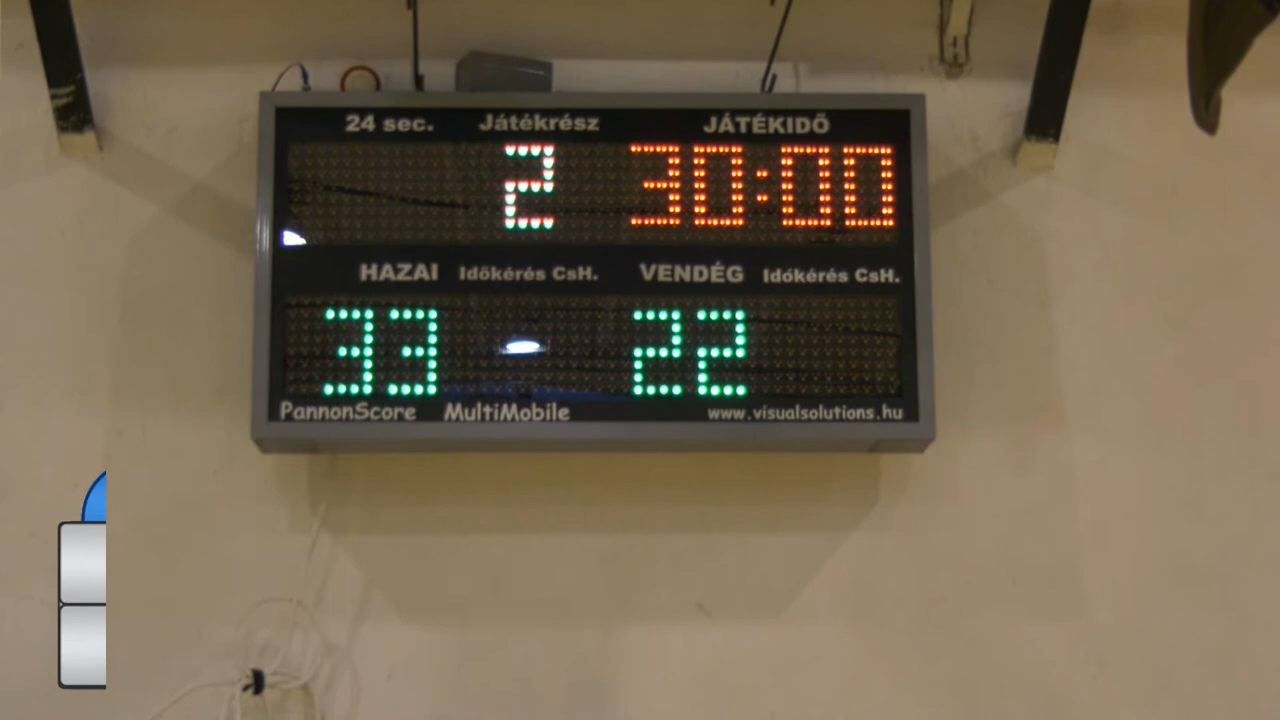 24 sec. Játékrész JÁTÉKIDŐ
2 30:00
HAZAI Időkérés CsH. VENDÉG Időkérés CsH.
33 22
PannonScore MultiMobile www.visualsolutions.hu